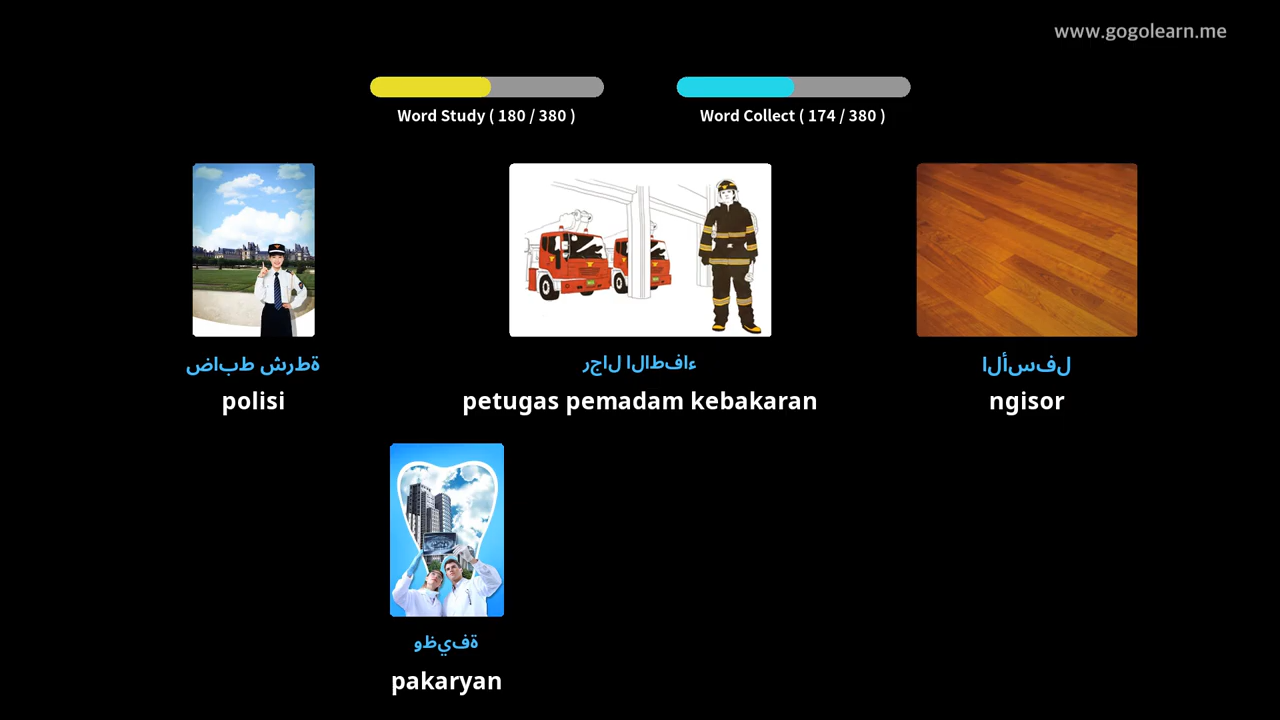 www.gogolearn.me
Word Study ( 180 / 380 )
Word Collect ( 174 / 380 )
ةطرش طباض
polisi
ءافطالا لاجر
petugas pemadam kebakaran
لفسألا
ngisor
ةفيظو
pakaryan